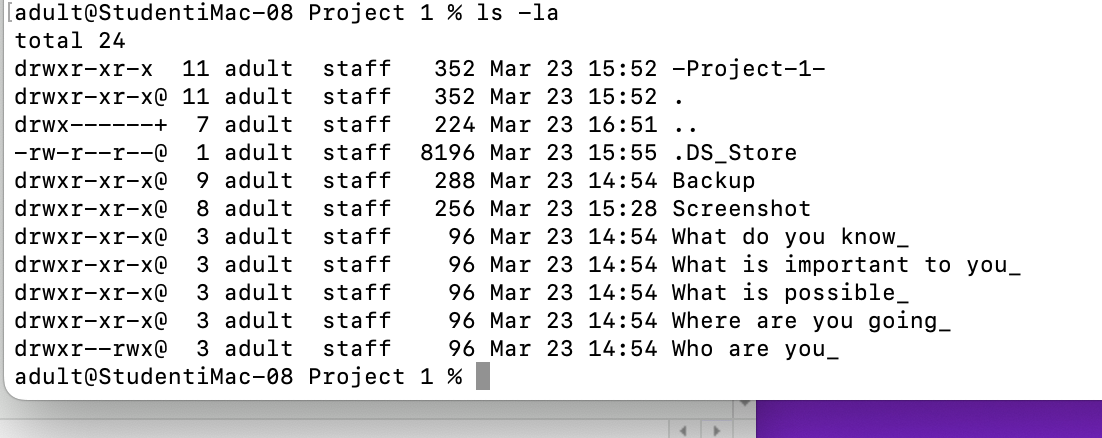 [adult@StudentiMac-08 Project 1 % ls -la
total 24
drwxr-xr-x  11 adult  staff   352 Mar 23 15:52 -Project-1-
drwxr-xr-x@ 11 adult  staff   352 Mar 23 15:52 .
drwx------+  7 adult  staff   224 Mar 23 16:51 ..
-rw-r--r--@  1 adult  staff  8196 Mar 23 15:55 .DS_Store
drwxr-xr-x@  9 adult  staff   288 Mar 23 14:54 Backup
drwxr-xr-x@  8 adult  staff   256 Mar 23 15:28 Screenshot
drwxr-xr-x@  3 adult  staff    96 Mar 23 14:54 What do you know_
drwxr-xr-x@  3 adult  staff    96 Mar 23 14:54 What is important to you_
drwxr-xr-x@  3 adult  staff    96 Mar 23 14:54 What is possible_
drwxr-xr-x@  3 adult  staff    96 Mar 23 14:54 Where are you going_
drwxr--rwx@  3 adult  staff    96 Mar 23 14:54 Who are you_
adult@StudentiMac-08 Project 1 %